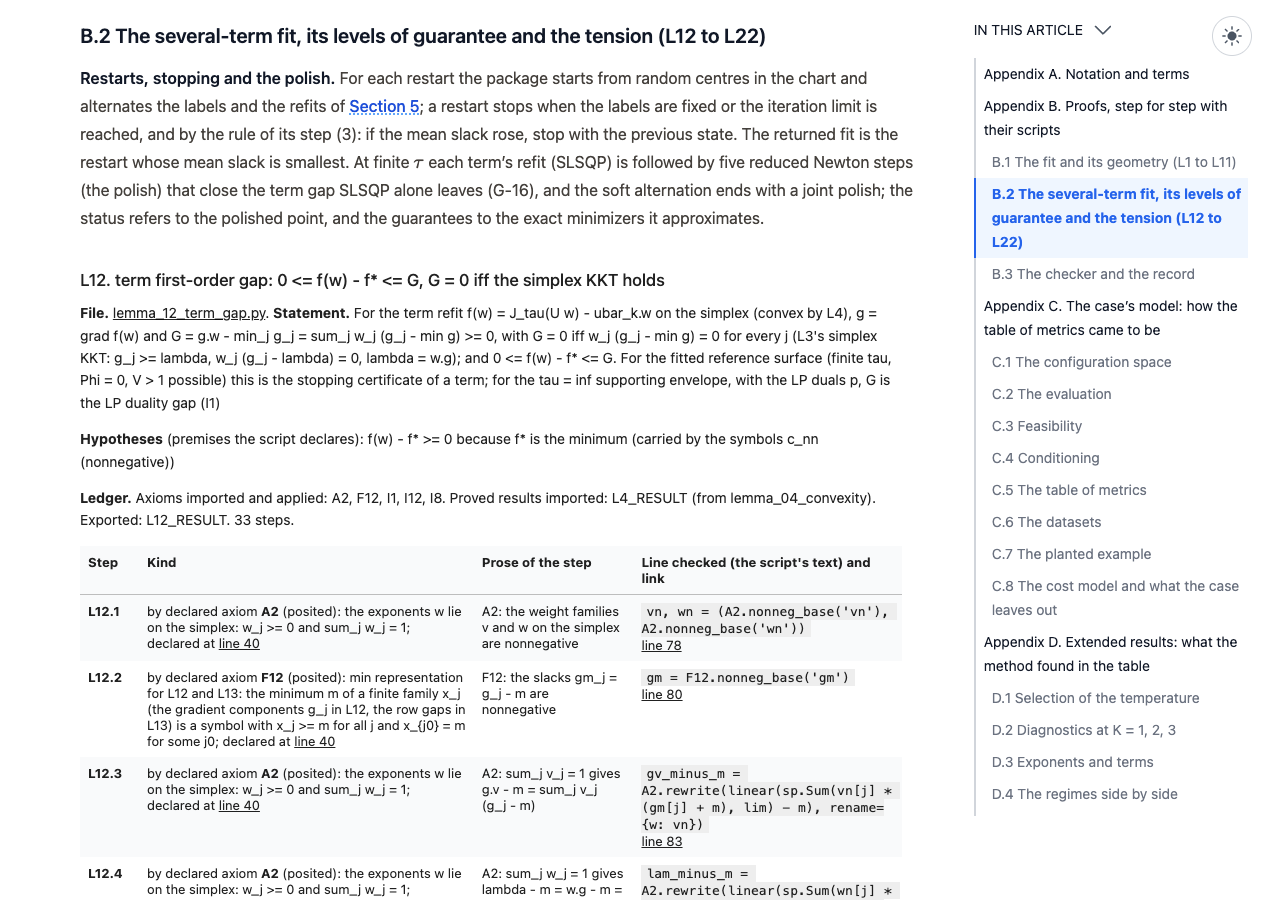 B.2 The several-term fit, its levels of guarantee and the tension (L12 to L22)
Restarts, stopping and the polish. For each restart the package starts from random centres in the chart and
alternates the labels and the refits of Section 5; a restart stops when the labels are fixed or the iteration limit is
reached, and by the rule of its step (3): if the mean slack rose, stop with the previous state. The returned fit is the
restart whose mean slack is smallest. At finite τ each term's refit (SLSQP) is followed by five reduced Newton steps
(the polish) that close the term gap SLSQP alone leaves (G-16), and the soft alternation ends with a joint polish; the
status refers to the polished point, and the guarantees to the exact minimizers it approximates.
L12. term first-order gap: 0 <= f(w) - f* <= G, G = 0 iff the simplex KKT holds
File. lemma_12_term_gap.py. Statement. For the term refit f(w) = J_tau(U w) - ubar_k.w on the simplex (convex by L4), g =
grad f(w) and G = g.w - min_j g_j = sum_j w_j (g_j - min g) >= 0, with G = 0 iff w_j (g_j - min g) = 0 for every j (L3's simplex
KKT: g_j >= lambda, w_j (g_j - lambda) = 0, lambda = w.g); and 0 <= f(w) - f* <= G. For the fitted reference surface (finite tau,
Phi = 0, V > 1 possible) this is the stopping certificate of a term; for the tau = inf supporting envelope, with the LP duals p, G is
the LP duality gap (I1)
Hypotheses (premises the script declares): f(w) - f* >= 0 because f* is the minimum (carried by the symbols c_nn
(nonnegative))
Ledger. Axioms imported and applied: A2, F12, I1, I12, I8. Proved results imported: L4_RESULT (from lemma_04_convexity).
Exported: L12_RESULT. 33 steps.
Step Kind Prose of the step Line checked (the script's text) and
link
L12.1 by declared axiom A2 (posited): the exponents w lie
on the simplex: w_j >= 0 and sum_j w_j = 1;
declared at line 40
A2: the weight families
v and w on the simplex
are nonnegative
vn, wn = (A2.nonneg_base('vn'),
A2.nonneg_base('wn'))
line 78
L12.2 by declared axiom F12 (posited): min representation
for L12 and L13: the minimum m of a finite family x_j
(the gradient components g_j in L12, the row gaps in
L13) is a symbol with x_j >= m for all j and x_{j0} = m
for some j0; declared at line 40
F12: the slacks gm_j =
g_j - m are
nonnegative
gm = F12.nonneg_base('gm')
line 80
L12.3 by declared axiom A2 (posited): the exponents w lie
on the simplex: w_j >= 0 and sum_j w_j = 1;
declared at line 40
A2: sum_j v_j = 1 gives
g.v - m = sum_j v_j
(g_j - m)
gv_minus_m =
A2.rewrite(linear(sp.Sum(vn[j] *
(gm[j] + m), lim) - m), rename=
{w: vn})
line 83
L12.4 by declared axiom A2 (posited): the exponents w lie
on the simplex: w_j >= 0 and sum_j w_j = 1;
A2: sum_j w_j = 1 gives
lambda - m = w.g - m =
lam_minus_m =
A2.rewrite(linear(sp.Sum(wn[j] *
IN THIS ARTICLE
Appendix A. Notation and terms
Appendix B. Proofs, step for step with
their scripts
B.1 The fit and its geometry (L1 to L11)
B.2 The several-term fit, its levels of
guarantee and the tension (L12 to
L22)
B.3 The checker and the record
Appendix C. The case's model: how the
table of metrics came to be
C.1 The configuration space
C.2 The evaluation
C.3 Feasibility
C.4 Conditioning
C.5 The table of metrics
C.6 The datasets
C.7 The planted example
C.8 The cost model and what the case
leaves out
Appendix D. Extended results: what the
method found in the table
D.1 Selection of the temperature
D.2 Diagnostics at K = 1, 2, 3
D.3 Exponents and terms
D.4 The regimes side by side